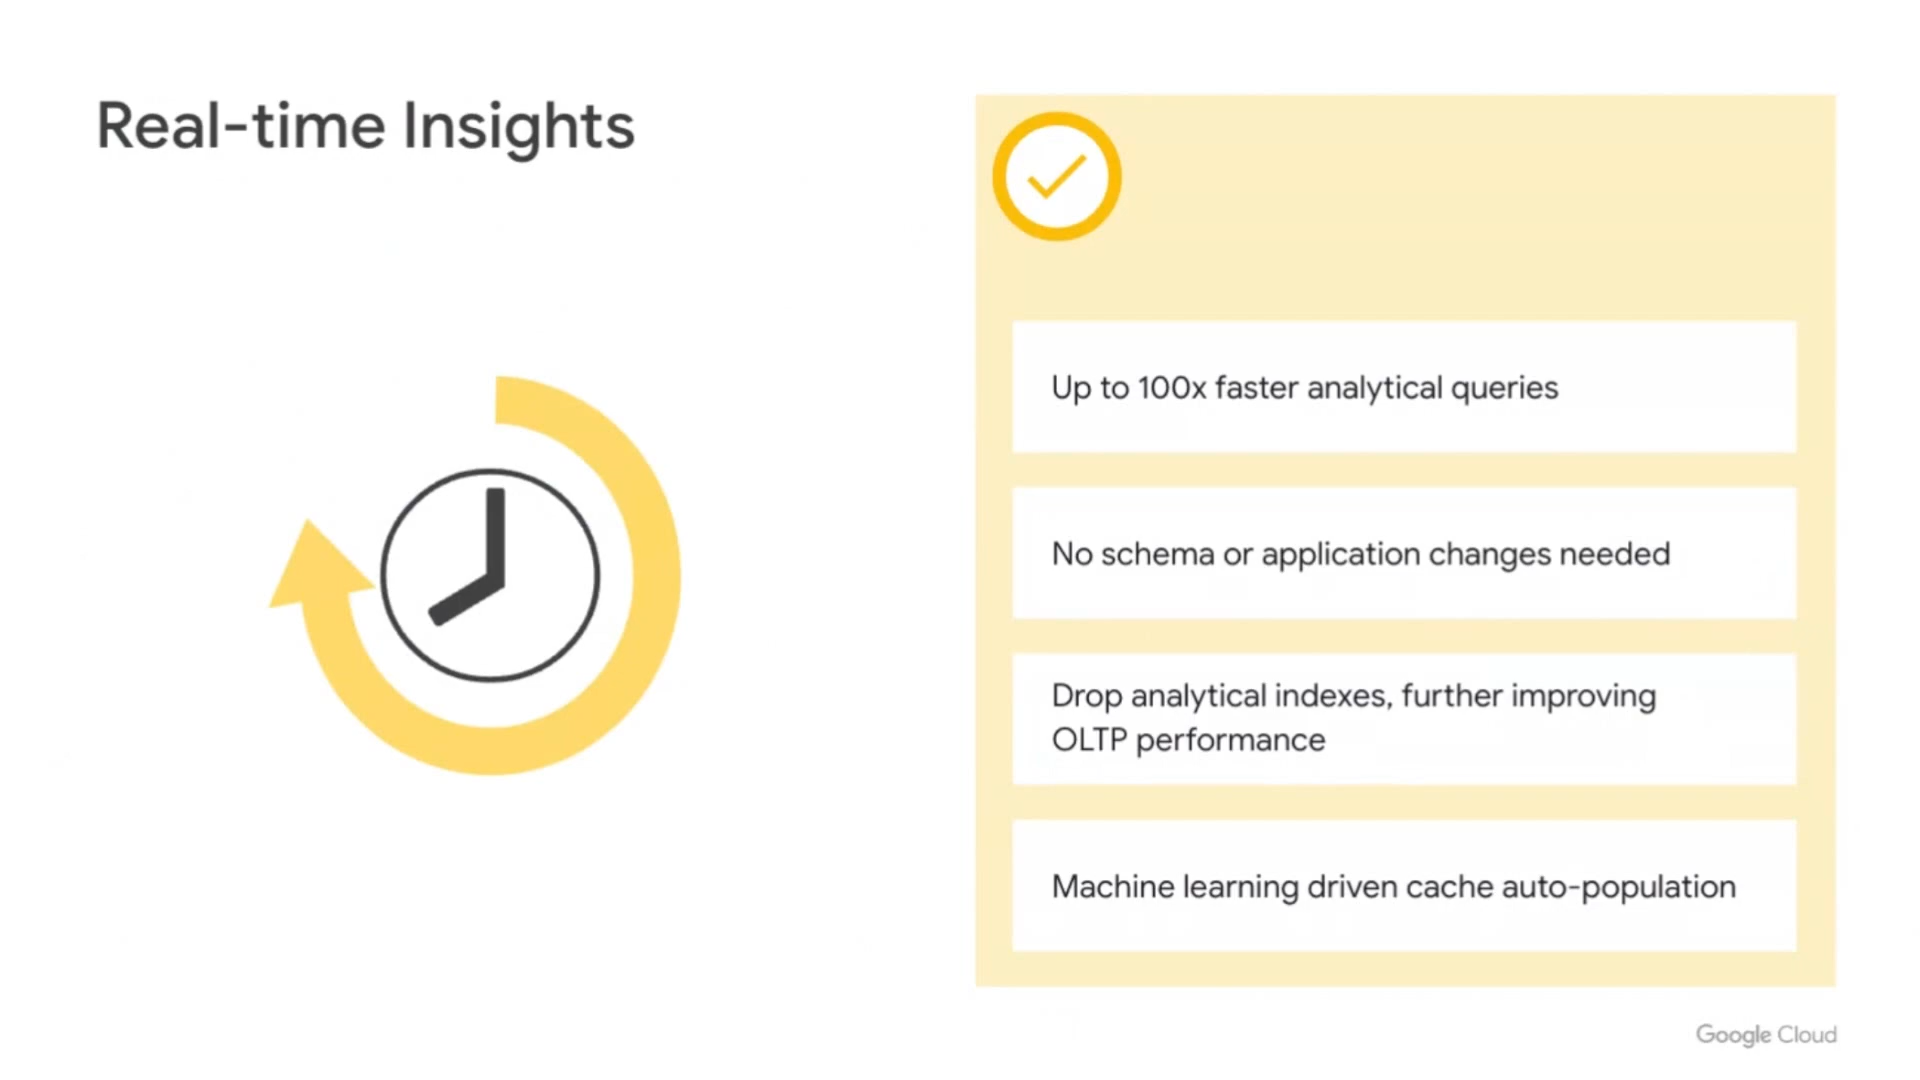 Real-time Insights
Up to 100x faster analytical queries
No schema or application changes needed
Drop analytical indexes, further improving
OLTP performance
Machine learning driven cache auto-population
Google Cloud